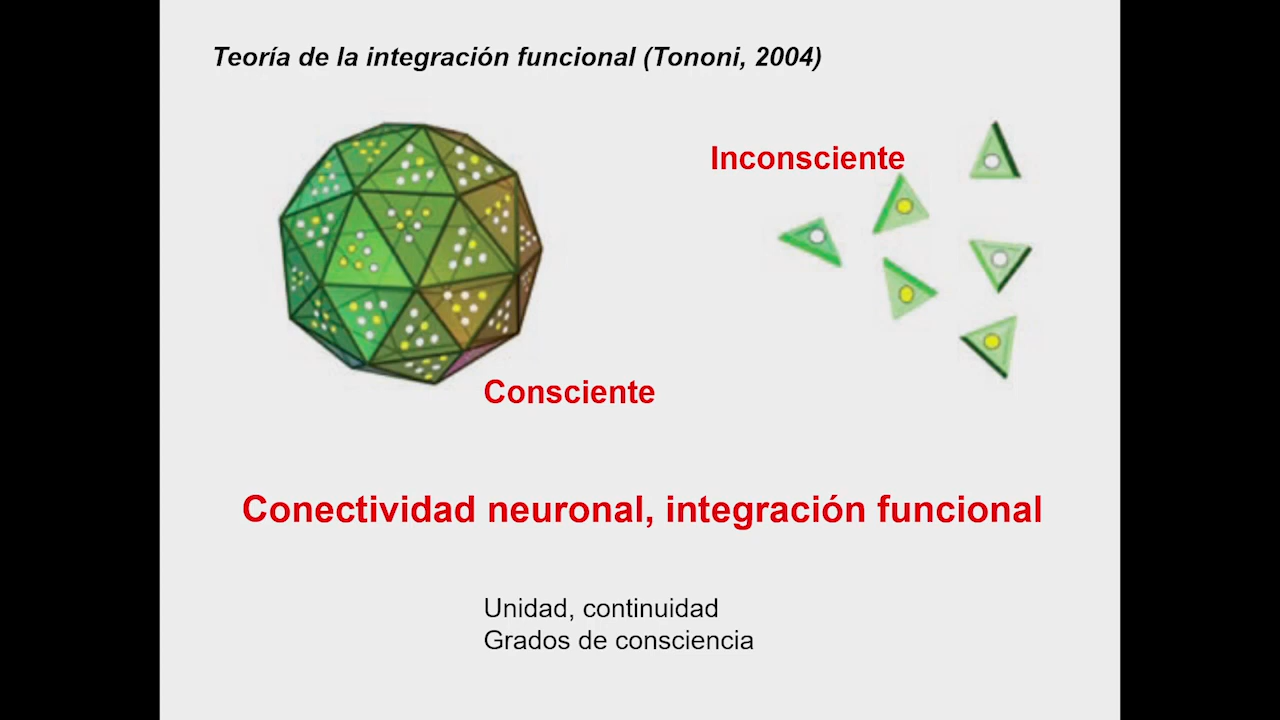 Teoría de la integración funcional (Tononi, 2004)
Inconsciente
Consciente
Conectividad neuronal, integración funcional
Unidad, continuidad
Grados de consciencia